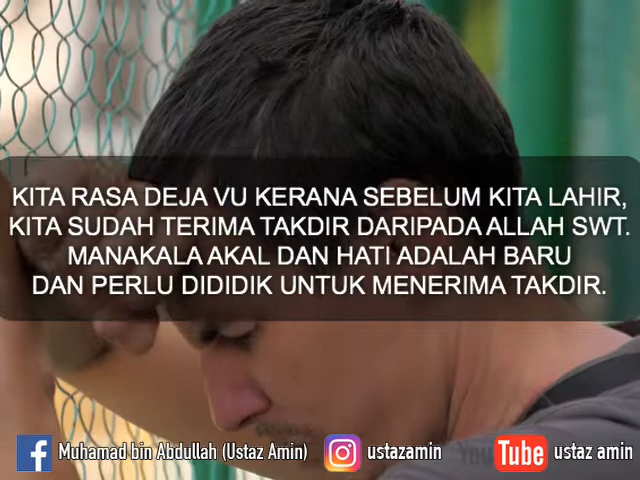 KITA RASA DEJA VU KERANA SEBELUM KITA LAHIR,
KITA SUDAH TERIMA TAKDIR DARIPADA ALLAH SWT.
MANAKALA AKAL DAN HATI ADALAH BARU
DAN PERLU DIDIDIK UNTUK MENERIMA TAKDIR.
f Muhamad bin Abdullah (Ustaz Amin) ustazamin You Tube ustaz amin